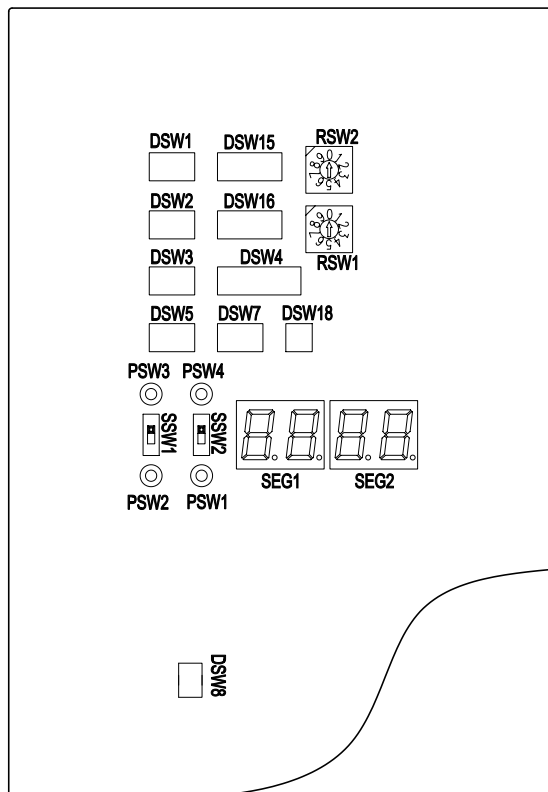 DSW1 DSW15 RSW2
DSW2 DSW16
DSW3 DSW4 RSW1
DSW5 DSW7 DSW18
PSW3 PSW4
SSW1 SSW2
SEG1 SEG2
PSW2 PSW1
DSW8